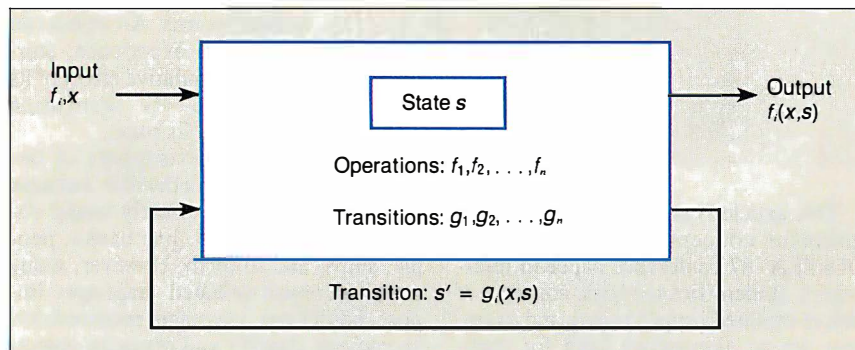 Input
fᵢ,x
State s
Output
fᵢ(x,s)
Operations: f₁,f₂, . . . ,fₙ
Transitions: g₁,g₂, . . . ,gₙ
Transition: s′ = gᵢ(x,s)